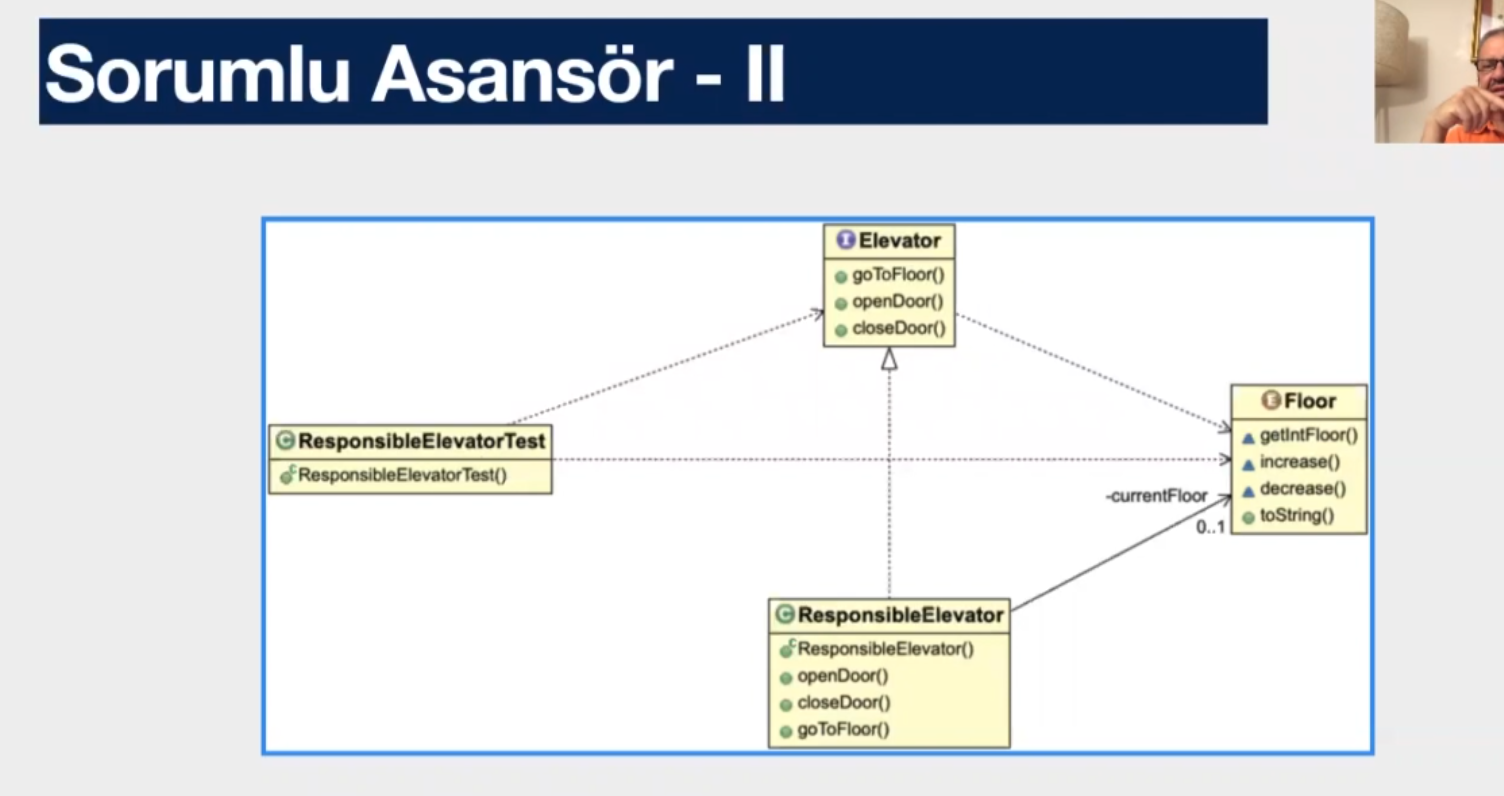 Sorumlu Asansör - II
Elevator
goToFloor()
openDoor()
closeDoor()
Floor
getIntFloor()
increase()
decrease()
toString()
ResponsibleElevatorTest
ResponsibleElevatorTest()
-currentFloor
0..1
ResponsibleElevator
ResponsibleElevator()
openDoor()
closeDoor()
goToFloor()